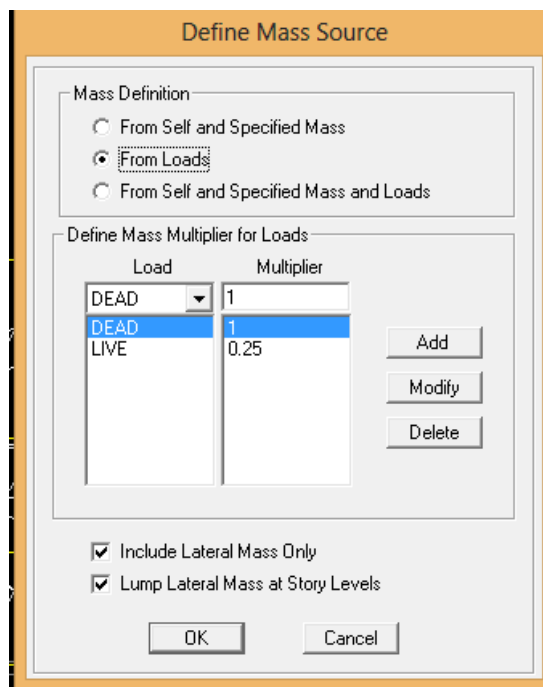 Define Mass Source
Mass Definition
From Self and Specified Mass
From Loads
From Self and Specified Mass and Loads
Define Mass Multiplier for Loads
Load Multiplier
DEAD 1
DEAD 1
LIVE 0.25
Add
Modify
Delete
Include Lateral Mass Only
Lump Lateral Mass at Story Levels
OK Cancel